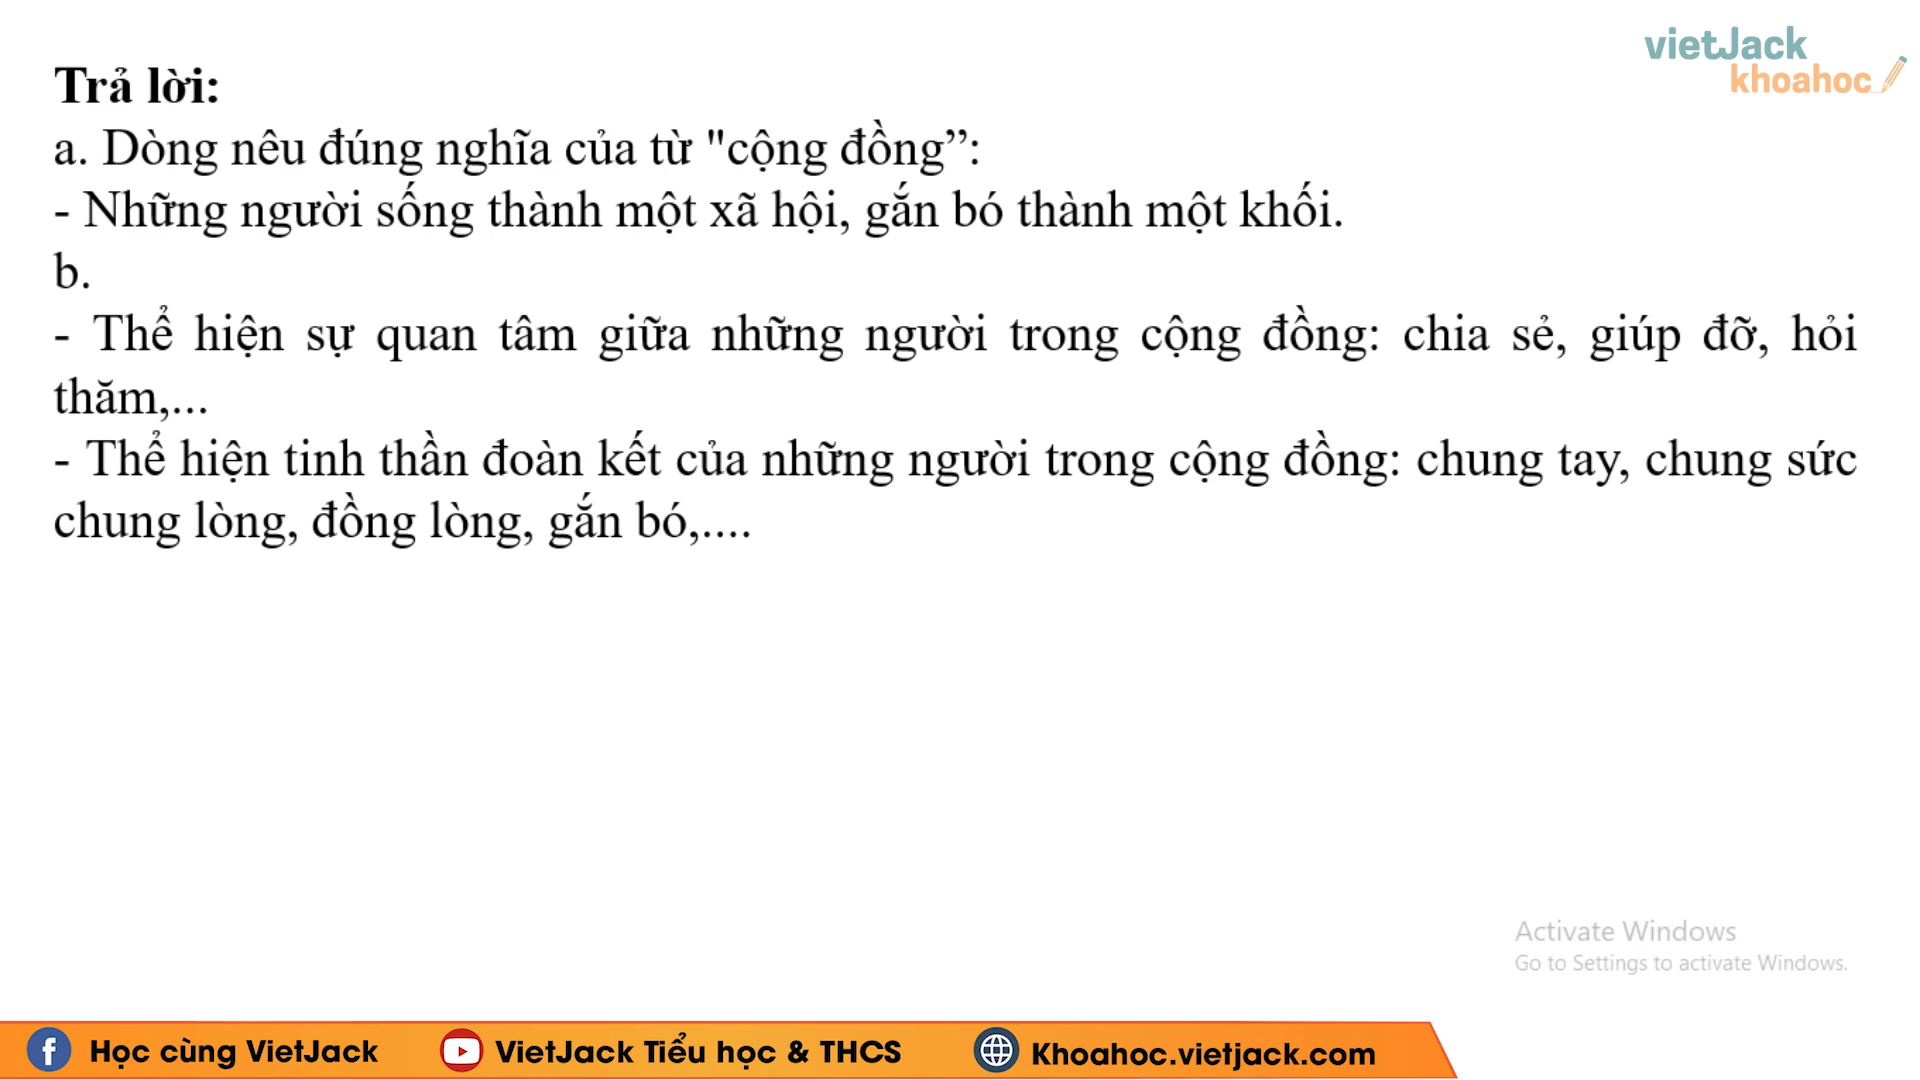 vietJack
khoahoc
Trả lời:
a. Dòng nêu đúng nghĩa của từ "cộng đồng”:
- Những người sống thành một xã hội, gắn bó thành một khối.
b.
- Thể hiện sự quan tâm giữa những người trong cộng đồng: chia sẻ, giúp đỡ, hỏi
thăm,...
- Thể hiện tinh thần đoàn kết của những người trong cộng đồng: chung tay, chung sức
chung lòng, đồng lòng, gắn bó,....
Activate Windows
Go to Settings to activate Windows.
Học cùng VietJack
VietJack Tiểu học & THCS
Khoahoc.vietjack.com